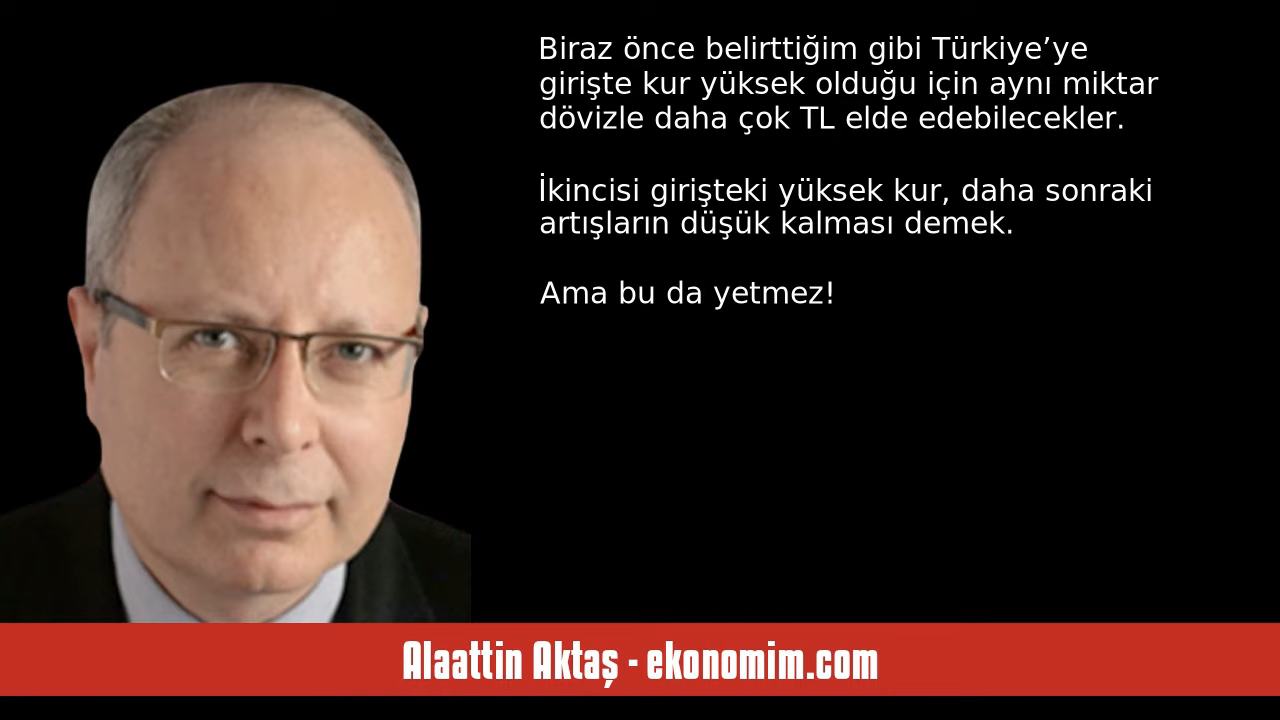 Biraz önce belirttiğim gibi Türkiye’ye
girişte kur yüksek olduğu için aynı miktar
dövizle daha çok TL elde edebilecekler.
İkincisi girişteki yüksek kur, daha sonraki
artışların düşük kalması demek.
Ama bu da yetmez!
Alaattin Aktaş - ekonomim.com